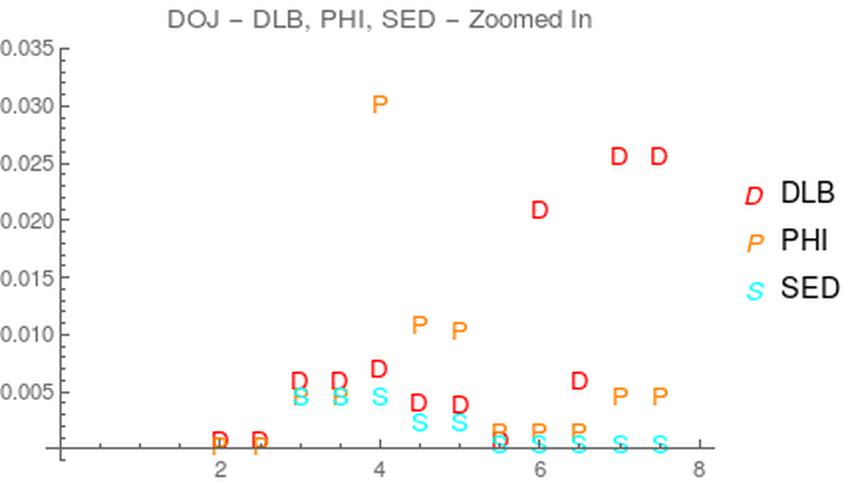 DOJ – DLB, PHI, SED – Zoomed In
0.035
0.030
0.025
0.020
0.015
0.010
0.005
2 4 6 8
P
D D
D
P P
D
D D D
P P S
D D
S S
P P P P P
D D D
P P S S S S S
D DLB
P PHI
S SED